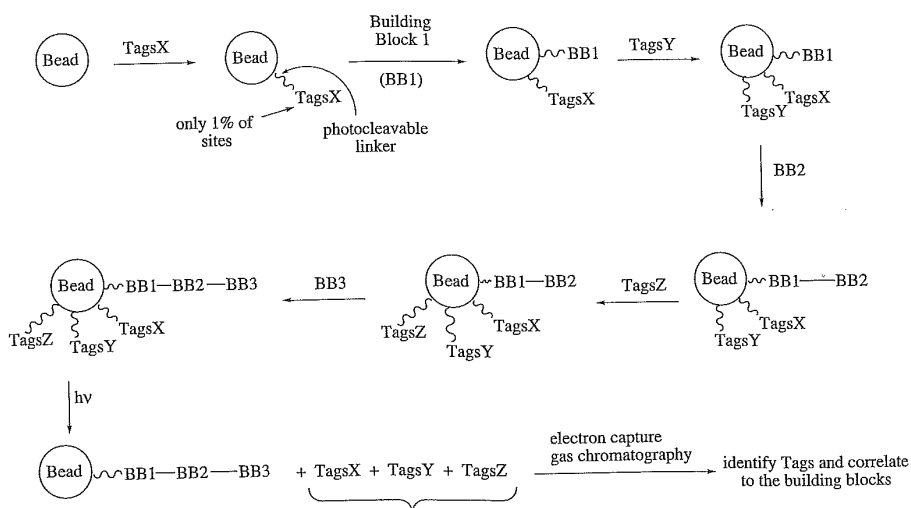 Bead
TagsX
Bead
TagsX
only 1% of
sites
photocleavable
linker
Building
Block 1
(BB1)
Bead
BB1
TagsX
TagsY
Bead
BB1
TagsX
TagsY
BB2
Bead
BB1—BB2
TagsX
TagsY
TagsZ
Bead
BB1—BB2
TagsX
TagsZ
TagsY
BB3
Bead
BB1—BB2—BB3
TagsX
TagsZ
TagsY
hν
Bead
BB1—BB2—BB3
+ TagsX + TagsY + TagsZ
electron capture
gas chromatography
identify Tags and correlate
to the building blocks